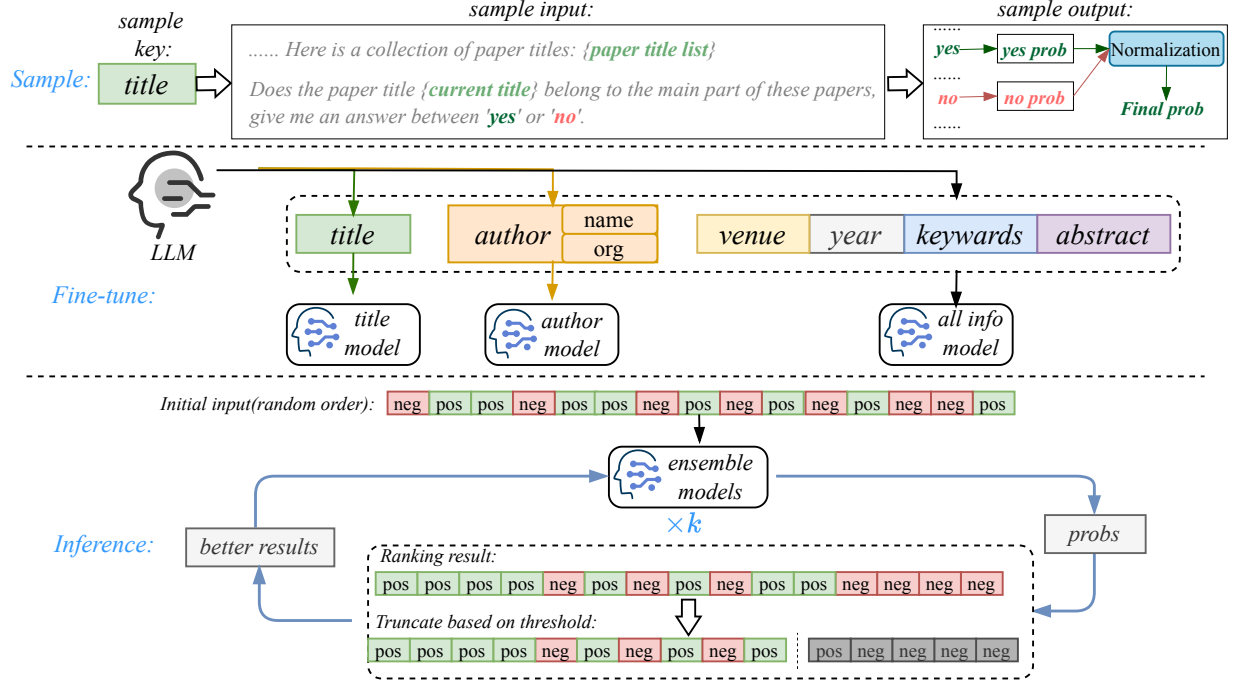 sample key:
sample input:
sample output:
Sample:
title
...... Here is a collection of paper titles: {paper title list}
Does the paper title {current title} belong to the main part of these papers,
give me an answer between 'yes' or 'no'.
......
yes
yes prob
Normalization
......
no
no prob
Final prob
......
LLM
title
author
name
org
venue
year
keywords
abstract
Fine-tune:
title
model
author
model
all info
model
Initial input(random order):
neg pos pos neg pos pos neg pos neg pos neg pos neg neg pos
ensemble
models
×k
Inference:
better results
probs
Ranking result:
pos pos pos pos neg pos neg pos neg pos pos neg neg neg neg
Truncate based on threshold:
pos pos pos pos neg pos neg pos neg pos pos neg neg neg neg